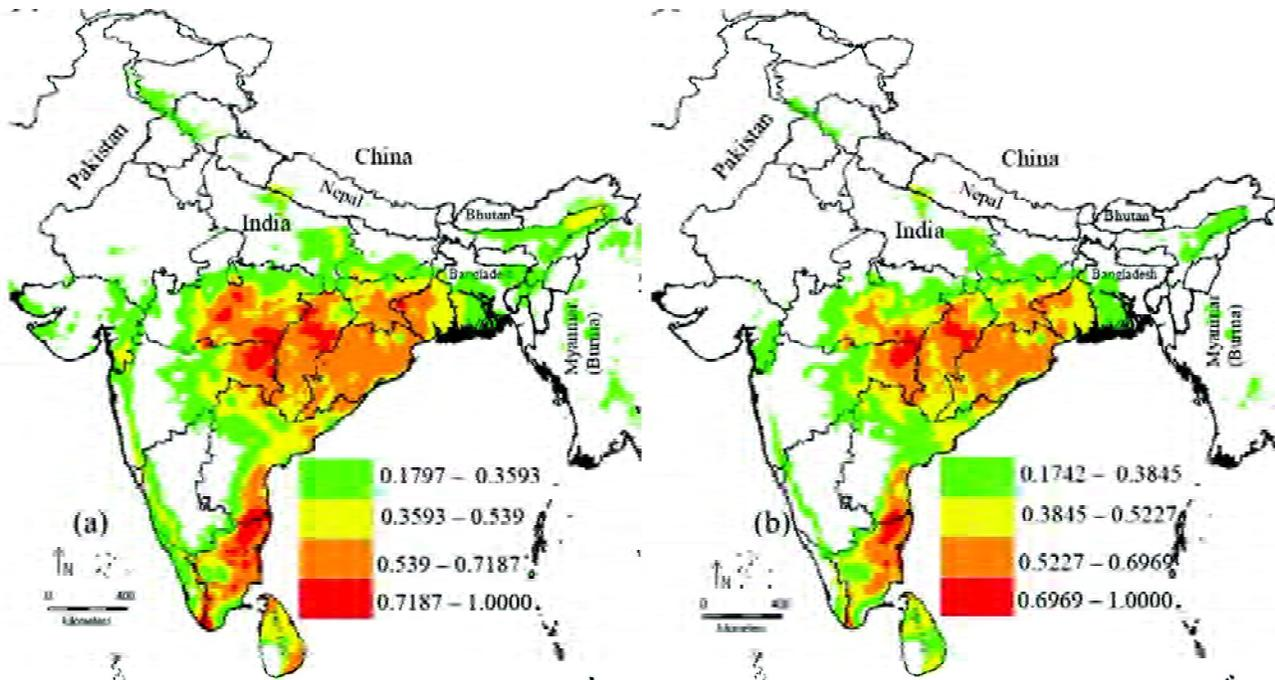 Pakistan
China
Nepal
India
Bhutan
Bangladesh
Myanmar
(Burma)
0.1797 – 0.3593
0.3593 – 0.539
0.539 – 0.7187
0.7187 – 1.0000
(a)
N
0 400
kilometers
Pakistan
China
Nepal
India
Bhutan
Bangladesh
Myanmar
(Burma)
0.1742 – 0.3845
0.3845 – 0.5227
0.5227 – 0.6969
0.6969 – 1.0000
(b)
N
0 400
kilometers